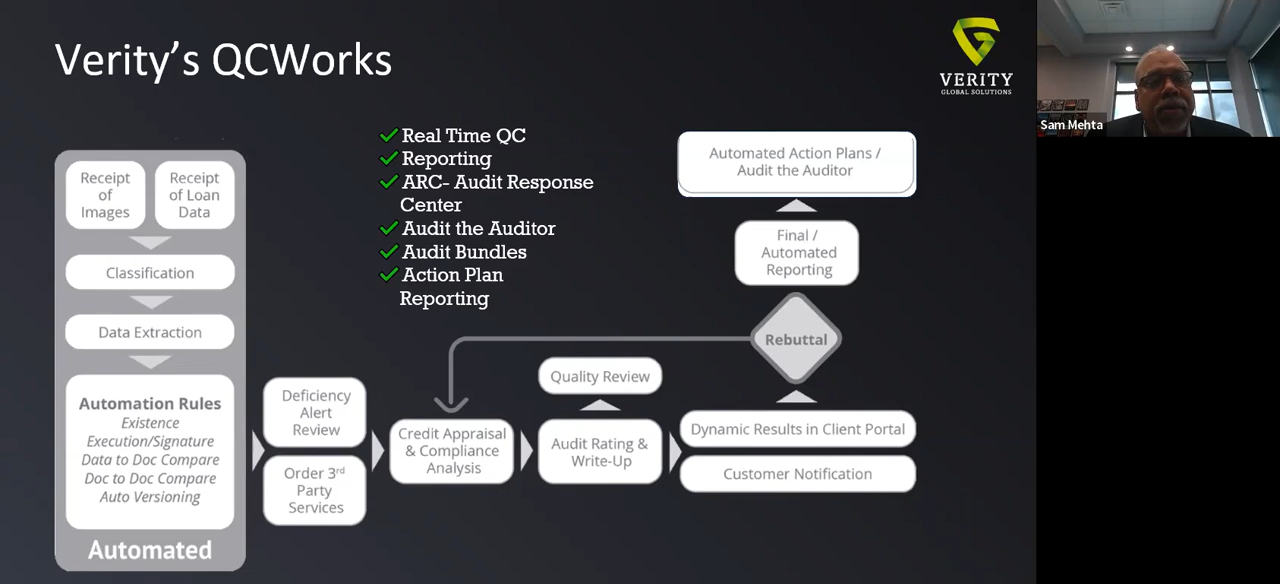 Verity's QCWorks
VERITY
GLOBAL SOLUTIONS
Sam Mehta
Real Time QC
Reporting
ARC- Audit Response
Center
Audit the Auditor
Audit Bundles
Action Plan
Reporting
Receipt
of
Images
Receipt
of Loan
Data
Classification
Data Extraction
Automation Rules
Existence
Execution/Signature
Data to Doc Compare
Doc to Doc Compare
Auto Versioning
Automated
Deficiency
Alert
Review
Order 3rd
Party
Services
Credit Appraisal
& Compliance
Analysis
Quality Review
Audit Rating &
Write-Up
Dynamic Results in Client Portal
Customer Notification
Rebuttal
Final /
Automated
Reporting
Automated Action Plans /
Audit the Auditor